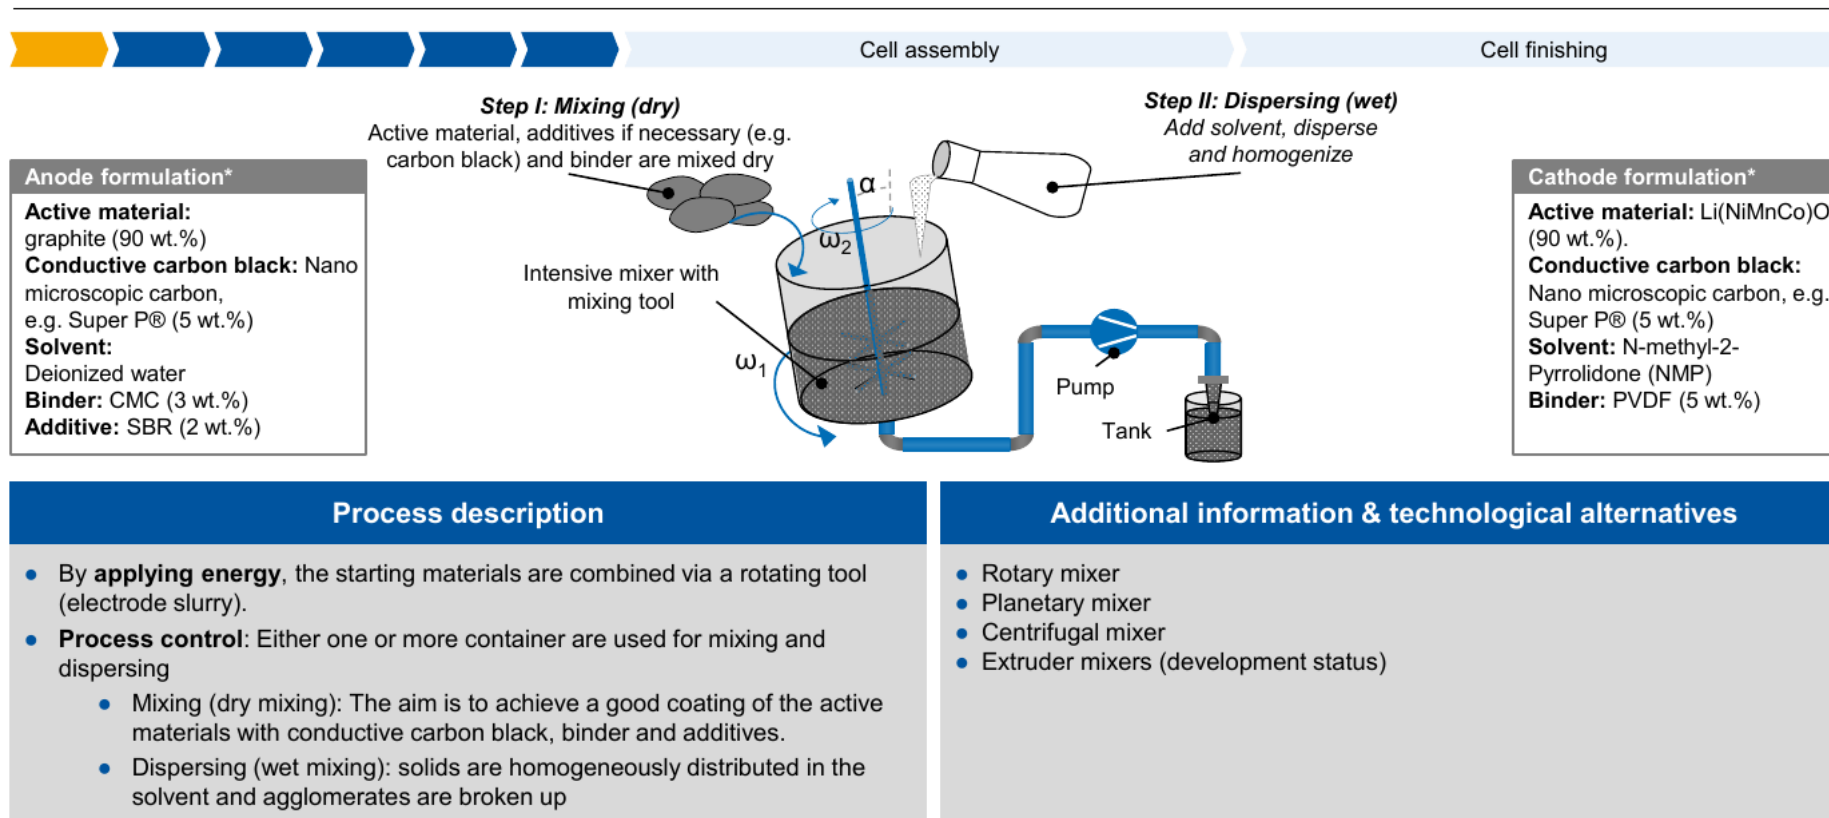 Cell assembly
Cell finishing
Step I: Mixing (dry)
Active material, additives if necessary (e.g.
carbon black) and binder are mixed dry
Step II: Dispersing (wet)
Add solvent, disperse
and homogenize
Anode formulation*
Active material:
graphite (90 wt.%)
Conductive carbon black: Nano
microscopic carbon,
e.g. Super P® (5 wt.%)
Solvent:
Deionized water
Binder: CMC (3 wt.%)
Additive: SBR (2 wt.%)
α
ω2
Intensive mixer with
mixing tool
ω1
Pump
Tank
Cathode formulation*
Active material: Li(NiMnCo)O
(90 wt.%).
Conductive carbon black:
Nano microscopic carbon, e.g.
Super P® (5 wt.%)
Solvent: N-methyl-2-
Pyrrolidone (NMP)
Binder: PVDF (5 wt.%)
Process description
● By applying energy, the starting materials are combined via a rotating tool
(electrode slurry).
● Process control: Either one or more container are used for mixing and
dispersing
● Mixing (dry mixing): The aim is to achieve a good coating of the active
materials with conductive carbon black, binder and additives.
● Dispersing (wet mixing): solids are homogeneously distributed in the
solvent and agglomerates are broken up
Additional information & technological alternatives
● Rotary mixer
● Planetary mixer
● Centrifugal mixer
● Extruder mixers (development status)